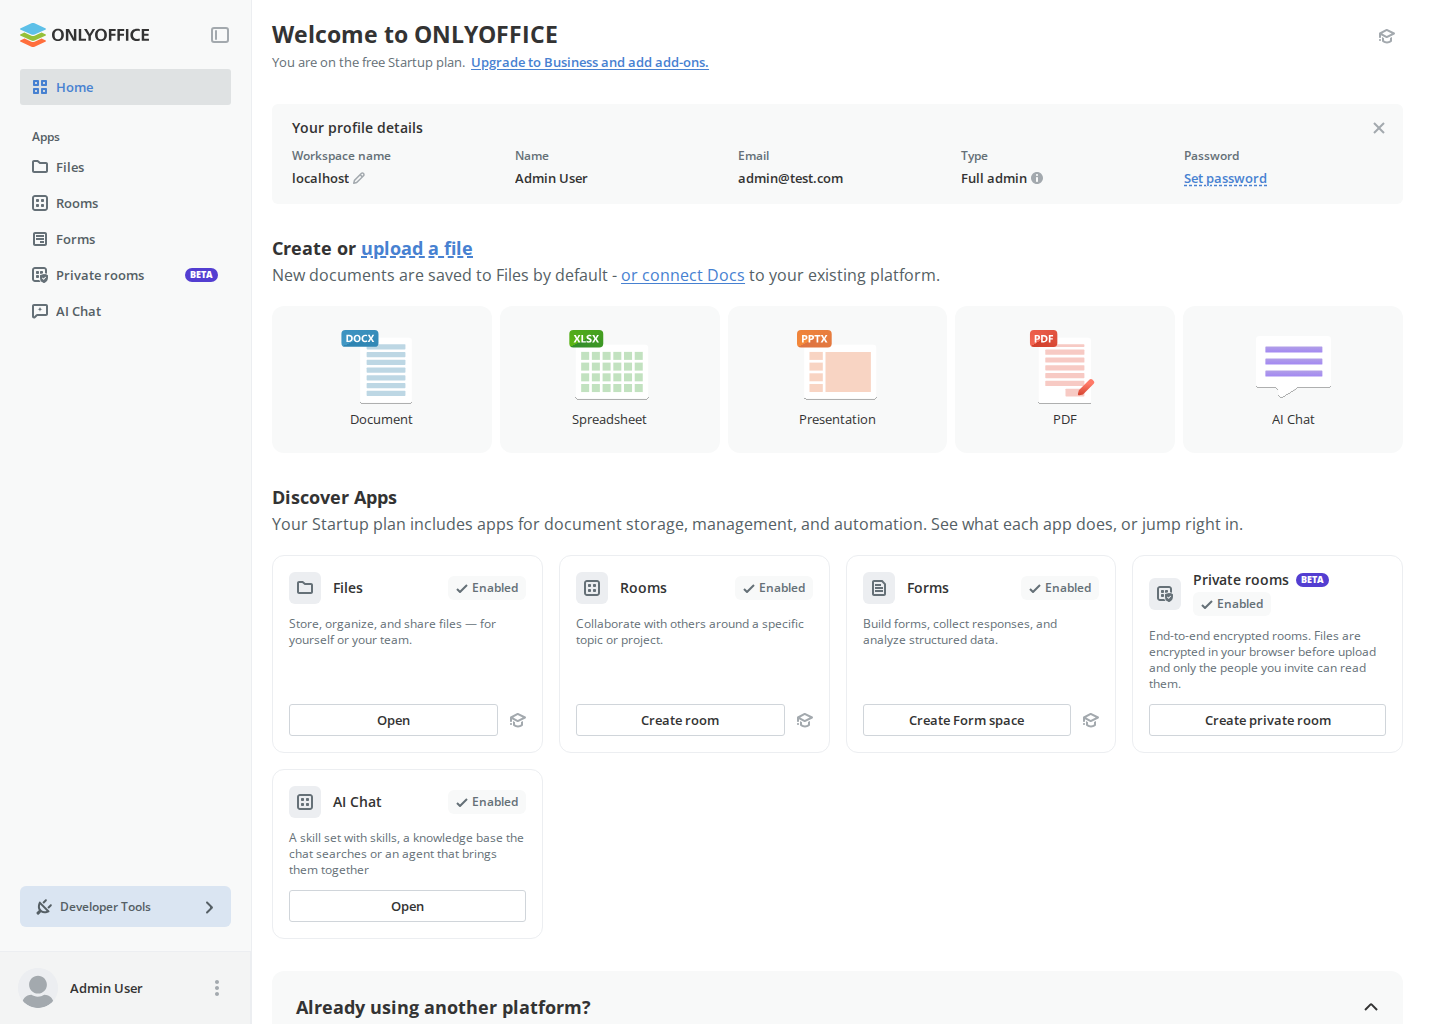 ONLYOFFICE
Home
Apps
Files
Rooms
Forms
Private rooms BETA
AI Chat
Developer Tools
Admin User
Welcome to ONLYOFFICE
You are on the free Startup plan. Upgrade to Business and add add-ons.
Your profile details
Workspace name Name Email Type Password
localhost Admin User admin@test.com Full admin Set password
Create or upload a file
New documents are saved to Files by default - or connect Docs to your existing platform.
DOCX XLSX PPTX PDF
Document Spreadsheet Presentation PDF AI Chat
Discover Apps
Your Startup plan includes apps for document storage, management, and automation. See what each app does, or jump right in.
Files Enabled
Store, organize, and share files — for
yourself or your team.
Open
Rooms Enabled
Collaborate with others around a specific
topic or project.
Create room
Forms Enabled
Build forms, collect responses, and
analyze structured data.
Create Form space
Private rooms BETA
Enabled
End-to-end encrypted rooms. Files are
encrypted in your browser before upload
and only the people you invite can read
them.
Create private room
AI Chat Enabled
A skill set with skills, a knowledge base the
chat searches or an agent that brings
them together
Open
Already using another platform?